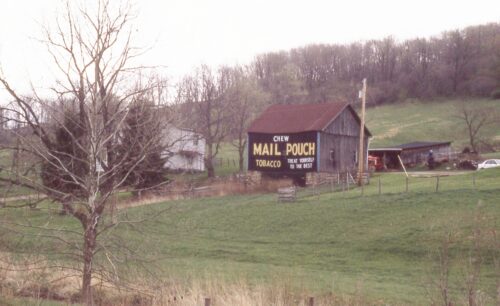 CHEW
MAIL POUCH
TOBACCO
TREAT YOURSELF
TO THE BEST